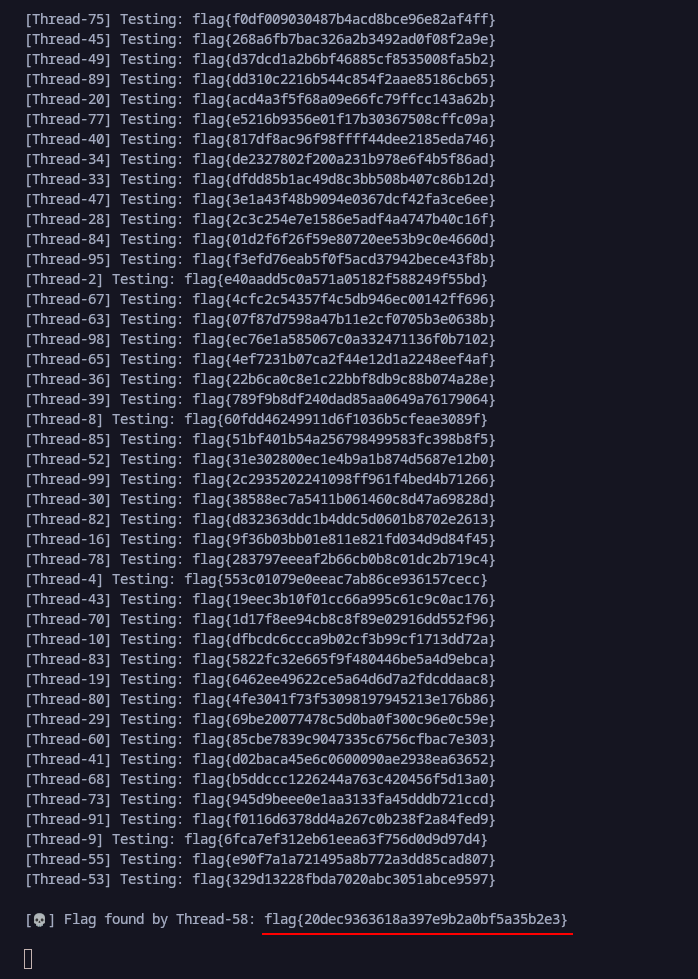 [Thread-75] Testing: flag{f0df009030487b4acd8bce96e82af4ff}
[Thread-45] Testing: flag{268a6fb7bac326a2b3492ad0f08f2a9e}
[Thread-49] Testing: flag{d37dcd1a2b6bf46885cf8535008fa5b2}
[Thread-89] Testing: flag{dd310c2216b544c854f2aae85186cb65}
[Thread-20] Testing: flag{acd4a3f5f68a09e66fc79ffcc143a62b}
[Thread-77] Testing: flag{e5216b9356e01f17b30367508cffc09a}
[Thread-40] Testing: flag{817df8ac96f98ffff44dee2185eda746}
[Thread-34] Testing: flag{de2327802f200a231b978e6f4b5f86ad}
[Thread-33] Testing: flag{dfdd85b1ac49d8c3bb508b407c86b12d}
[Thread-47] Testing: flag{3e1a43f48b9094e0367dcf42fa3ce6ee}
[Thread-28] Testing: flag{2c3c254e7e1586e5adf4a4747b40c16f}
[Thread-84] Testing: flag{01d2f6f26f59e80720ee53b9c0e4660d}
[Thread-95] Testing: flag{f3efd76eab5f0f5acd37942bece43f8b}
[Thread-2] Testing: flag{e40aadd5c0a571a05182f588249f55bd}
[Thread-67] Testing: flag{4cfc2c54357f4c5db946ec00142ff696}
[Thread-63] Testing: flag{07f87d7598a47b11e2cf0705b3e0638b}
[Thread-98] Testing: flag{ec76e1a585067c0a332471136f0b7102}
[Thread-65] Testing: flag{4ef7231b07ca2f44e12d1a2248eef4af}
[Thread-36] Testing: flag{22b6ca0c8e1c22bbf8db9c88b074a28e}
[Thread-39] Testing: flag{789f9b8df240dad85aa0649a76179064}
[Thread-8] Testing: flag{60fdd46249911d6f1036b5cfeae3089f}
[Thread-85] Testing: flag{51bf401b54a256798499583fc398b8f5}
[Thread-52] Testing: flag{31e302800ec1e4b9a1b874d5687e12b0}
[Thread-99] Testing: flag{2c2935202241098ff961f4bed4b71266}
[Thread-30] Testing: flag{38588ec7a5411b061460c8d47a69828d}
[Thread-82] Testing: flag{d832363ddc1b4ddc5d0601b8702e2613}
[Thread-16] Testing: flag{9f36b03bb01e811e821fd034d9d84f45}
[Thread-78] Testing: flag{283797eeeaf2b66cb0b8c01dc2b719c4}
[Thread-4] Testing: flag{553c01079e0eeac7ab86ce936157cecc}
[Thread-43] Testing: flag{19eec3b10f01cc66a995c61c9c0ac176}
[Thread-70] Testing: flag{1d17f8ee94cb8c8f89e02916dd552f96}
[Thread-10] Testing: flag{dfbcdc6ccca9b02cf3b99cf1713dd72a}
[Thread-83] Testing: flag{5822fc32e665f9f480446be5a4d9ebca}
[Thread-19] Testing: flag{6462ee49622ce5a64d6d7a2fdcddaac8}
[Thread-80] Testing: flag{4fe3041f73f53098197945213e176b86}
[Thread-29] Testing: flag{69be20077478c5d0ba0f300c96e0c59e}
[Thread-60] Testing: flag{85cbe7839c9047335c6756cfbac7e303}
[Thread-41] Testing: flag{d02baca45e6c0600090ae2938ea63652}
[Thread-68] Testing: flag{b5ddccc1226244a763c420456f5d13a0}
[Thread-73] Testing: flag{945d9beee0e1aa3133fa45dddb721ccd}
[Thread-91] Testing: flag{f0116d6378dd4a267c0b238f2a84fed9}
[Thread-9] Testing: flag{6fca7ef312eb61eea63f756d0d9d97d4}
[Thread-55] Testing: flag{e90f7a1a721495a8b772a3dd85cad807}
[Thread-53] Testing: flag{329d13228fbda7020abc3051abce9597}
[💀] Flag found by Thread-58: flag{20dec9363618a397e9b2a0bf5a35b2e3}